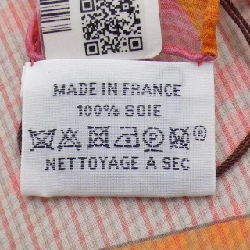 MADE IN FRANCE
100% SOIE
®
NETTOYAGE A SEC